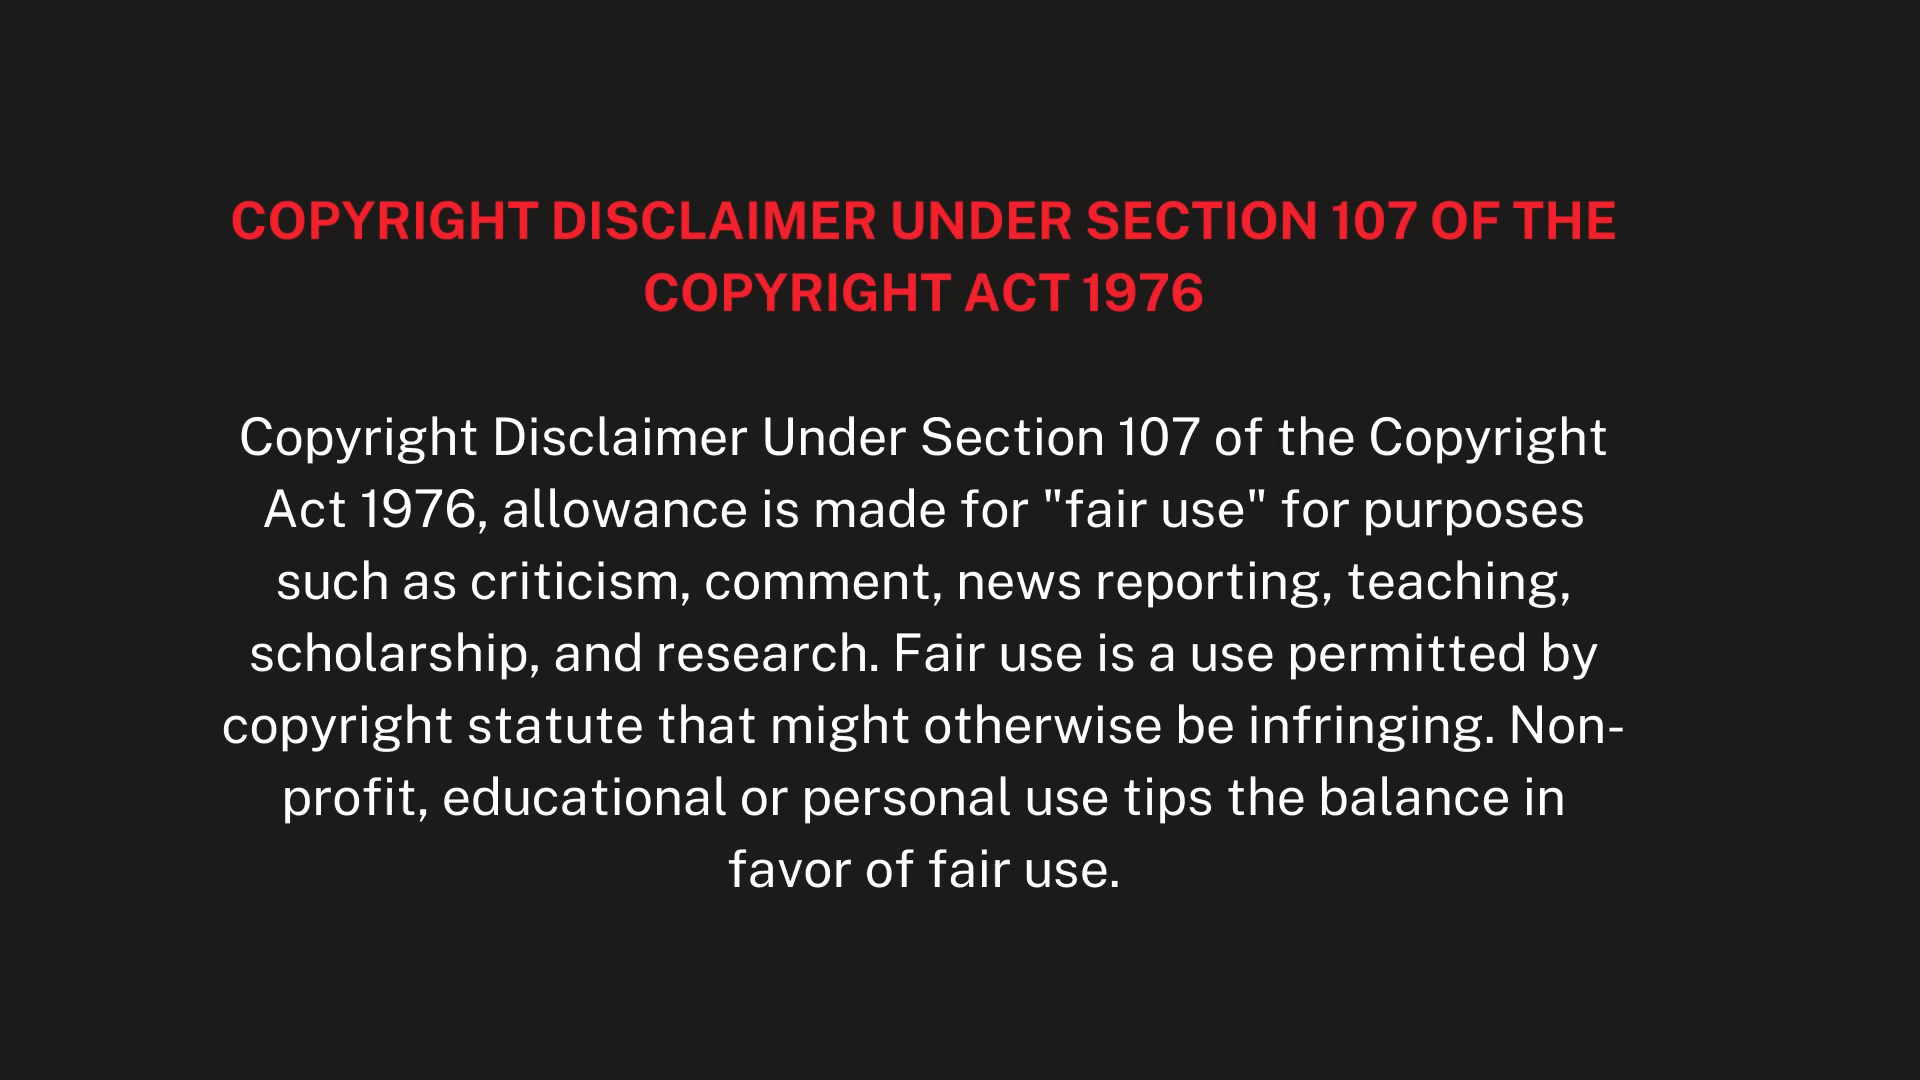 COPYRIGHT DISCLAIMER UNDER SECTION 107 OF THE
COPYRIGHT ACT 1976
Copyright Disclaimer Under Section 107 of the Copyright
Act 1976, allowance is made for "fair use" for purposes
such as criticism, comment, news reporting, teaching,
scholarship, and research. Fair use is a use permitted by
copyright statute that might otherwise be infringing. Non-
profit, educational or personal use tips the balance in
favor of fair use.